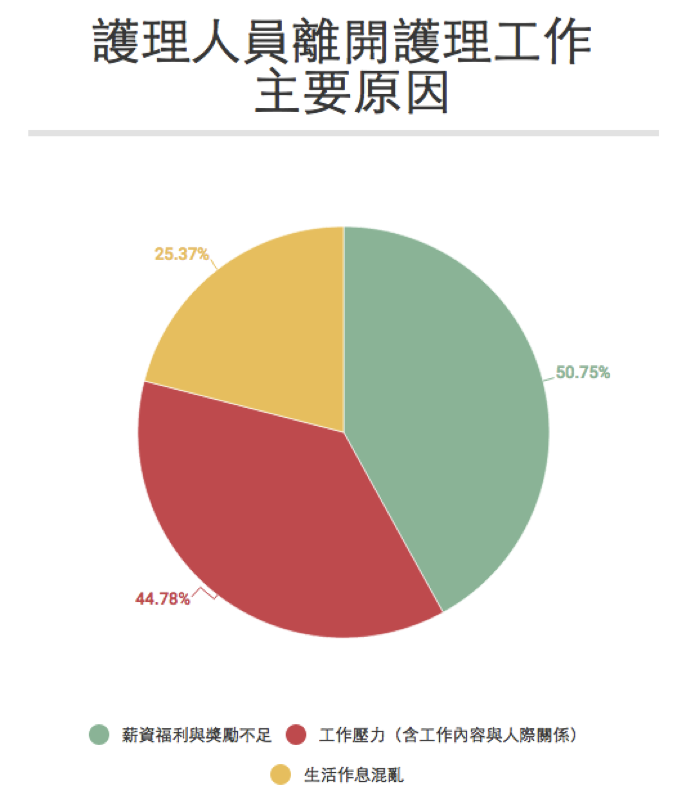 護理人員離開護理工作
主要原因
25.37%
50.75%
44.78%
薪資福利與獎勵不足
工作壓力（含工作內容與人際關係）
生活作息混亂